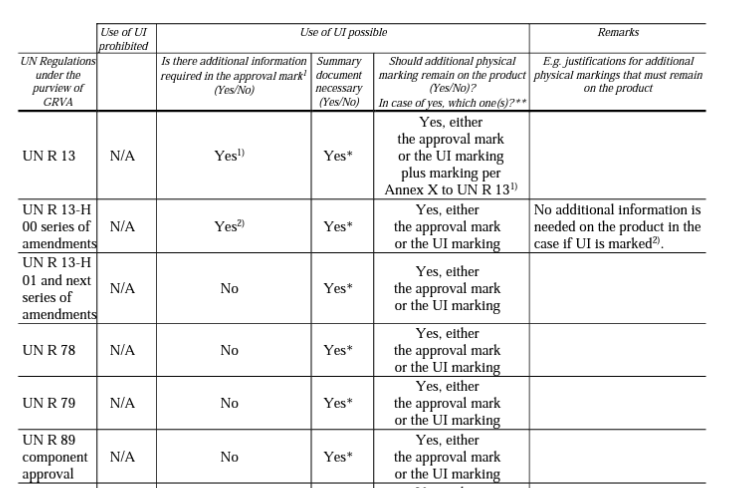 Use of UI prohibited
Use of UI possible
Remarks
UN Regulations under the purview of GRVA
Is there additional information required in the approval mark¹ (Yes/No)
Summary document necessary (Yes/No)
Should additional physical marking remain on the product (Yes/No)? In case of yes, which one(s)?**
E.g. justifications for additional physical markings that must remain on the product
UN R 13
N/A
Yes¹⁾
Yes*
Yes, either
the approval mark
or the UI marking
plus marking per
Annex X to UN R 13¹⁾
UN R 13-H
00 series of
amendments
N/A
Yes²⁾
Yes*
Yes, either
the approval mark
or the UI marking
No additional information is
needed on the product in the
case if UI is marked²⁾.
UN R 13-H
01 and next
series of
amendments
N/A
No
Yes*
Yes, either
the approval mark
or the UI marking
UN R 78
N/A
No
Yes*
Yes, either
the approval mark
or the UI marking
UN R 79
N/A
No
Yes*
Yes, either
the approval mark
or the UI marking
UN R 89
component
approval
N/A
No
Yes*
Yes, either
the approval mark
or the UI marking